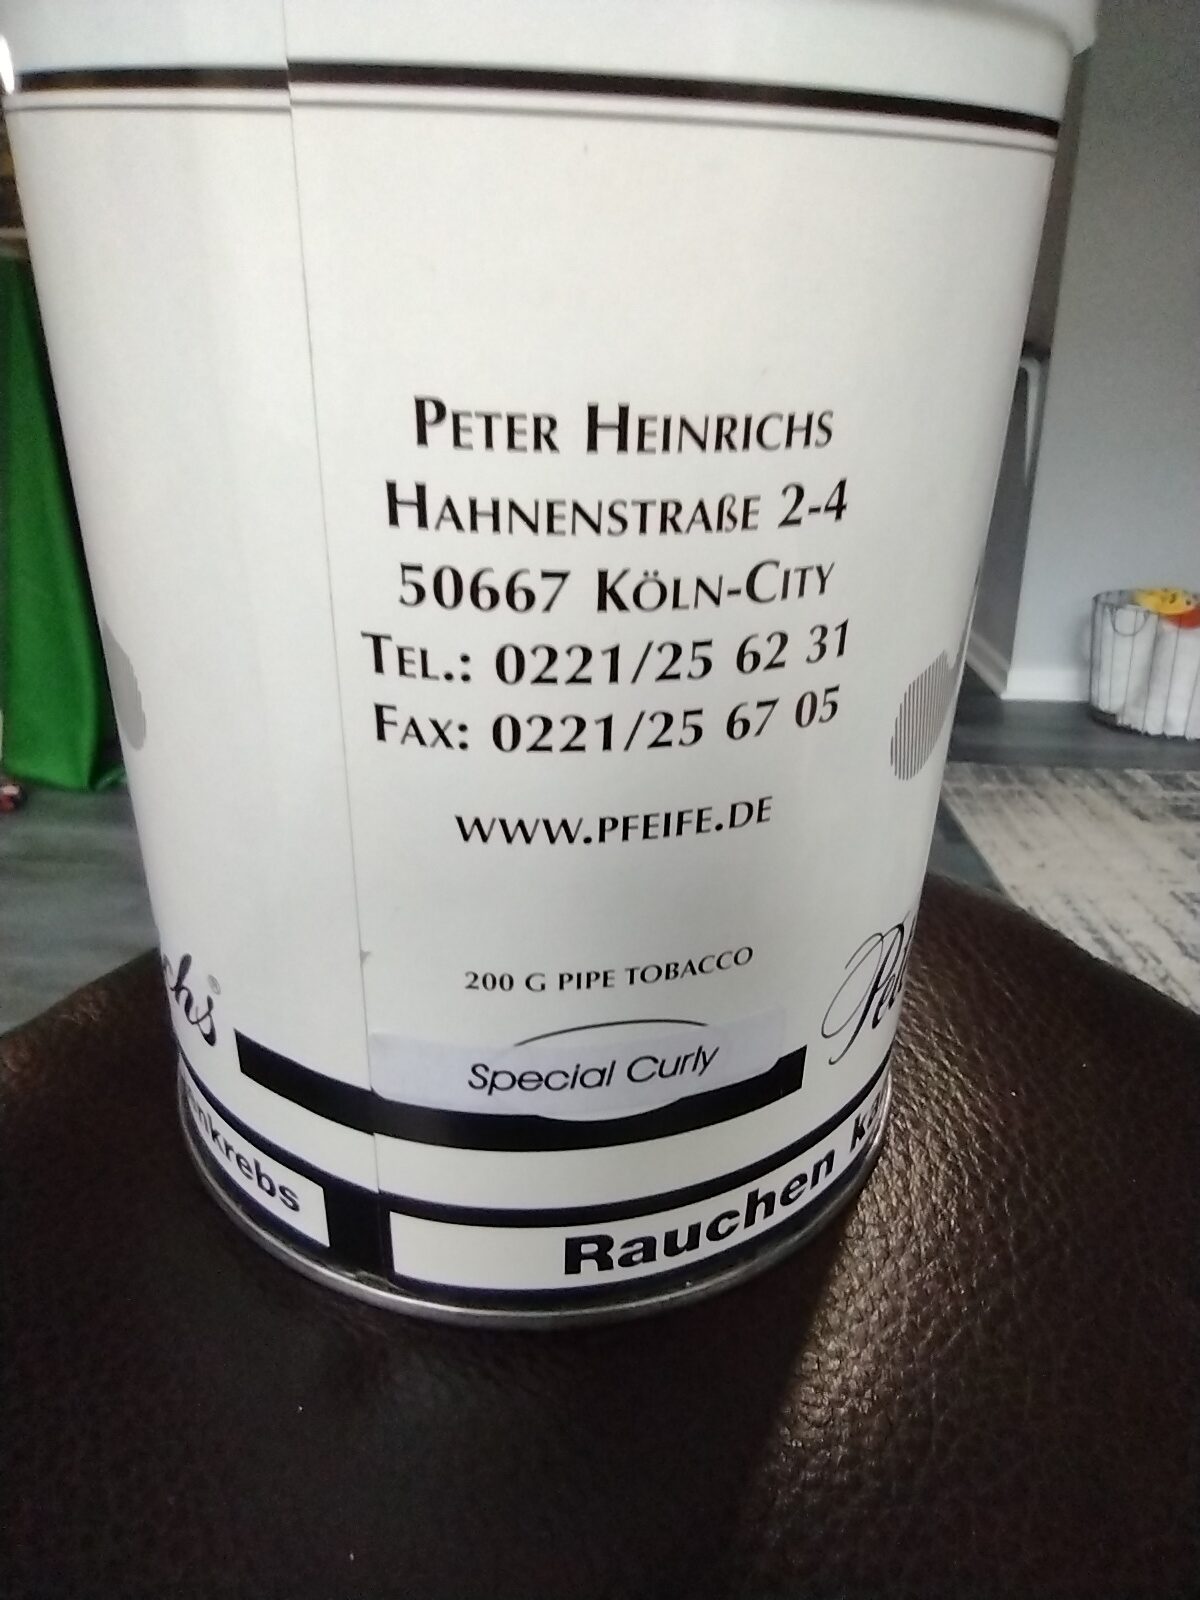 PETER HEINRICHS
HAHNENSTRAßE 2-4
50667 KÖLN-CITY
TEL.: 0221/25 62 31
FAX: 0221/25 67 05
WWW.PFEIFE.DE
200 G PIPE TOBACCO
Special Curly
Rauchen